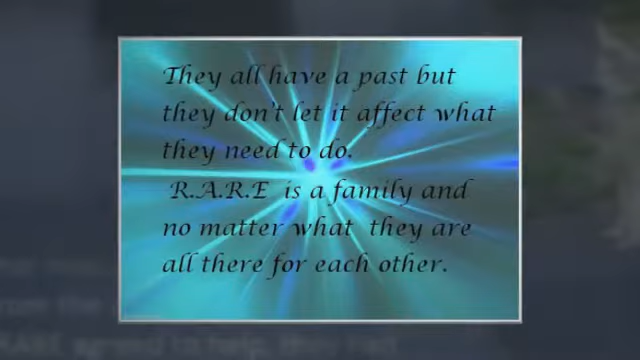 They all have a past but
they don't let it affect what
they need to do.
R.A.R.E is a family and
no matter what they are
all there for each other.